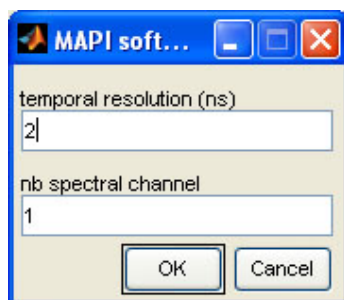 MAPI soft...
temporal resolution (ns)
2
nb spectral channel
1
OK Cancel